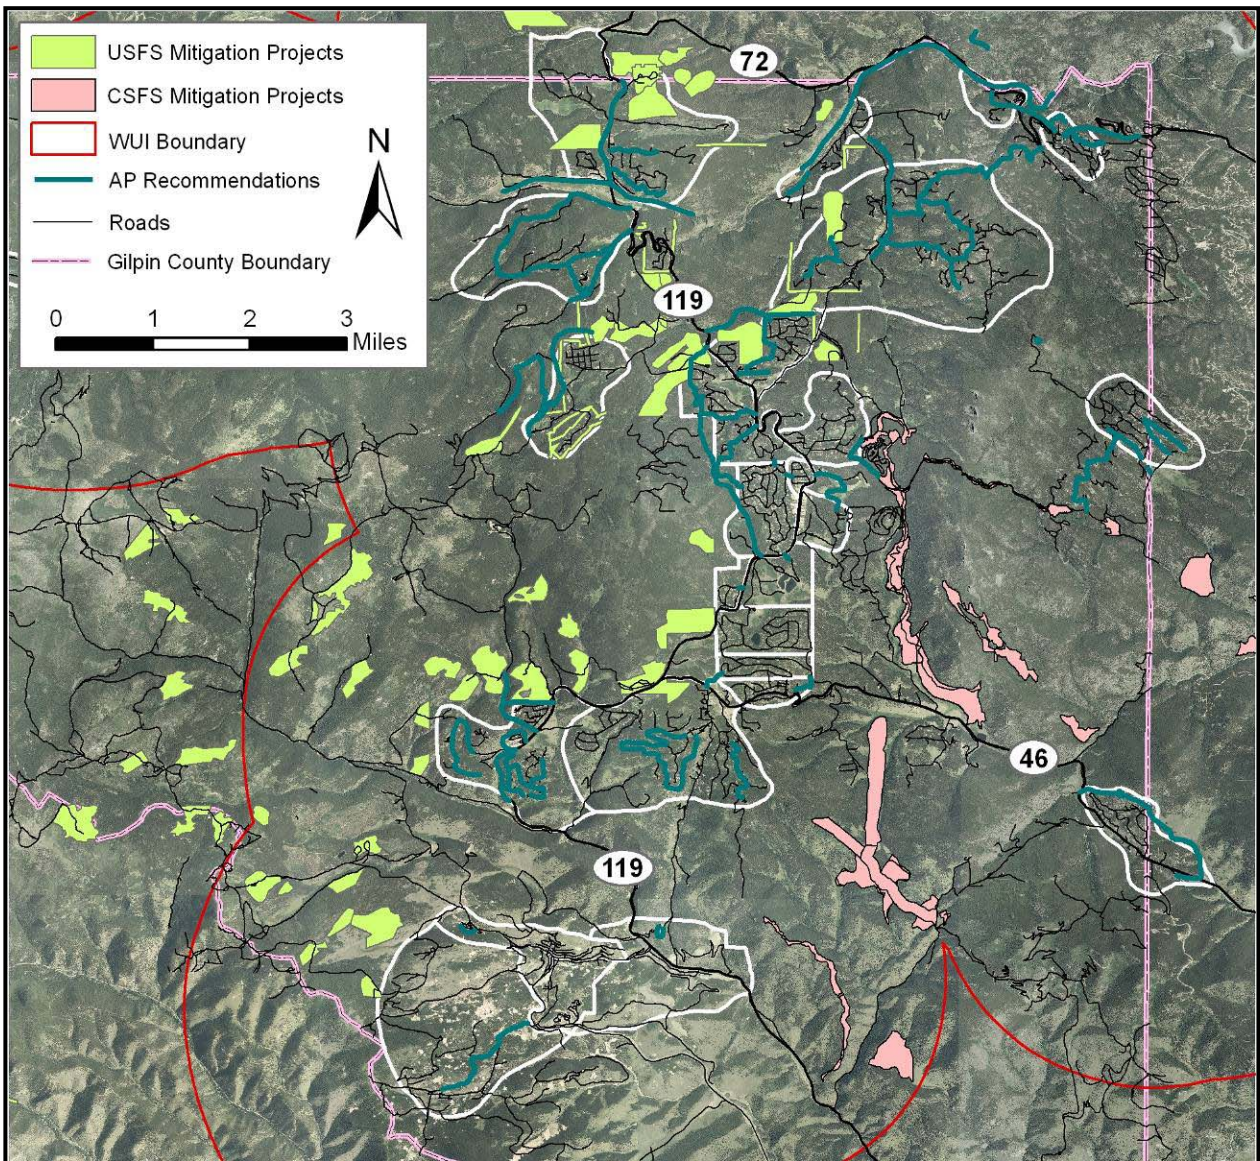 USFS Mitigation Projects
CSFS Mitigation Projects
WUI Boundary
AP Recommendations
Roads
Gilpin County Boundary
N
0 1 2 3
Miles
72
119
46
119